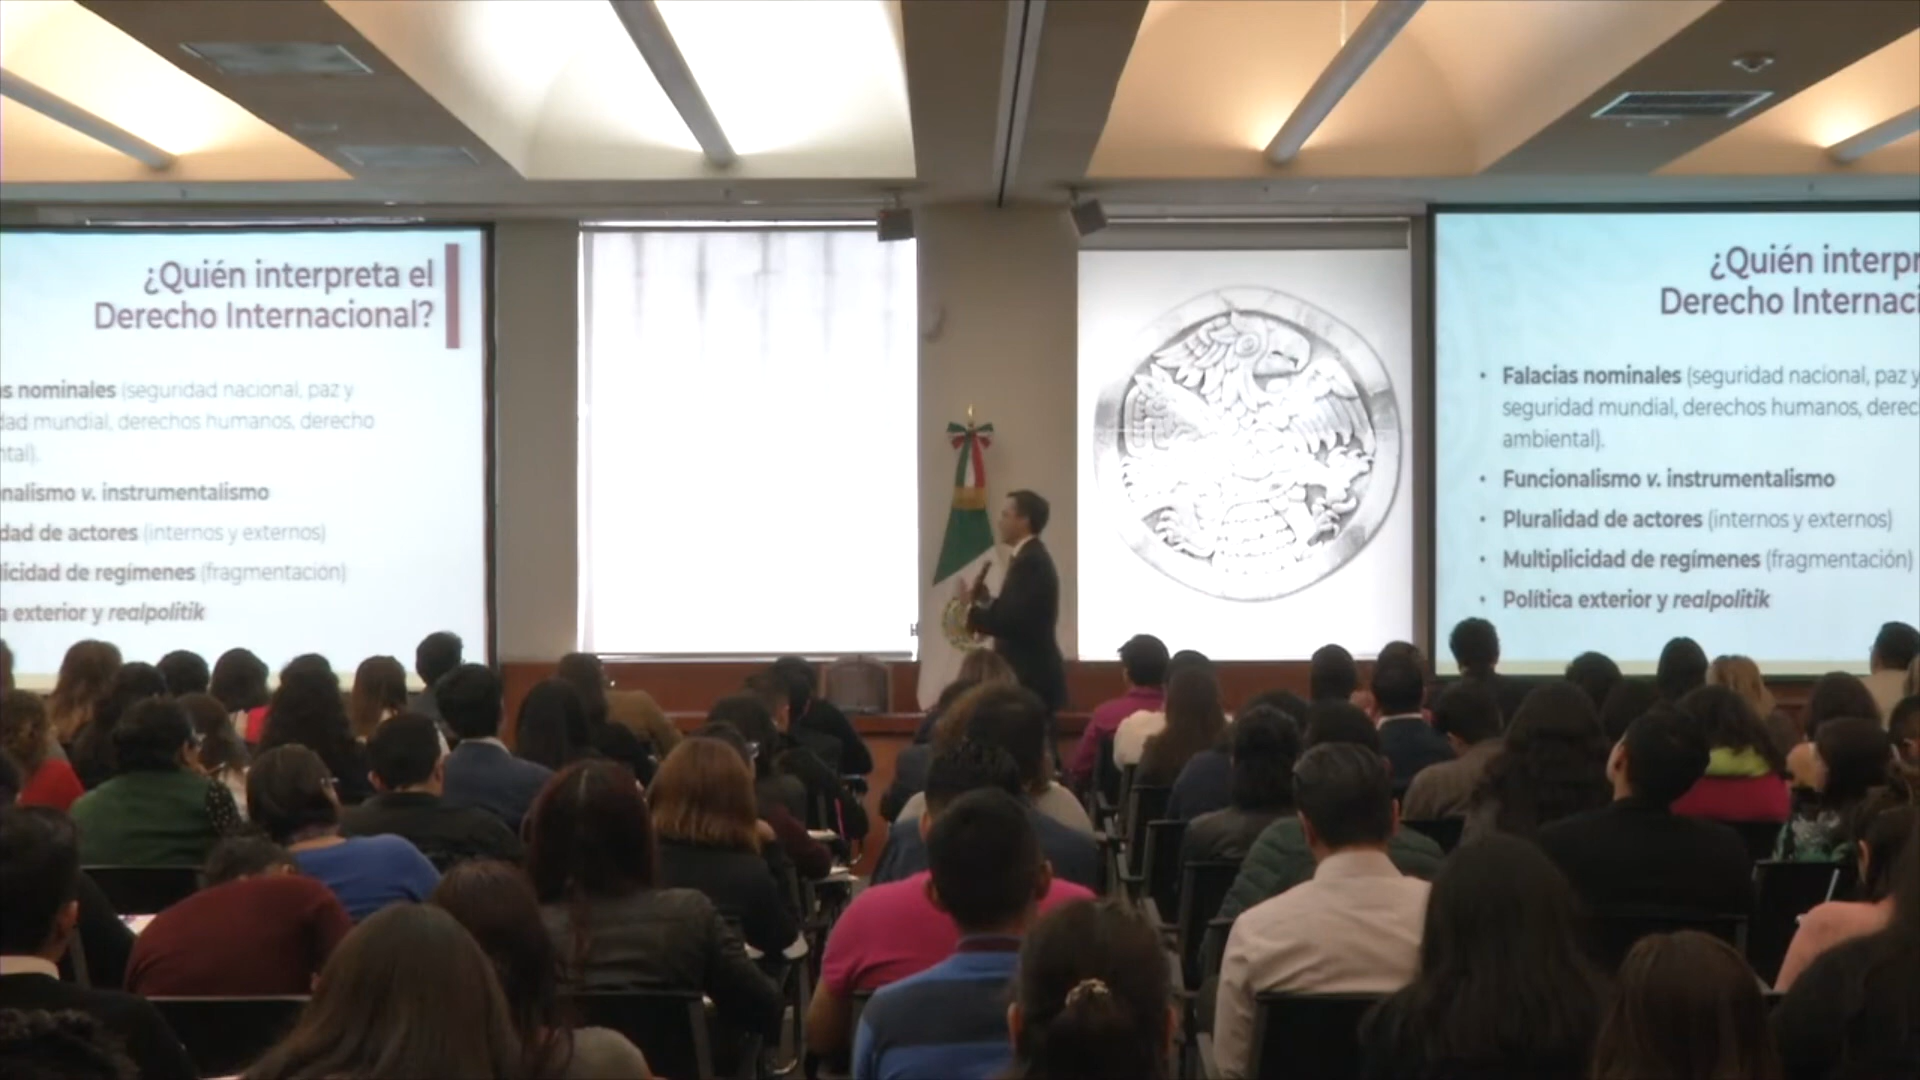 ¿Quién interpreta el
Derecho Internacional?
s nominales (seguridad nacional, paz y
dad mundial, derechos humanos, derecho
ntal).
nalismo v. instrumentalismo
dad de actores (internos y externos)
licidad de regímenes (fragmentación)
a exterior y realpolitik
¿Quién interpr
Derecho Internaci
• Falacias nominales (seguridad nacional, paz y
seguridad mundial, derechos humanos, derec
ambiental).
• Funcionalismo v. instrumentalismo
• Pluralidad de actores (internos y externos)
• Multiplicidad de regímenes (fragmentación)
• Política exterior y realpolitik